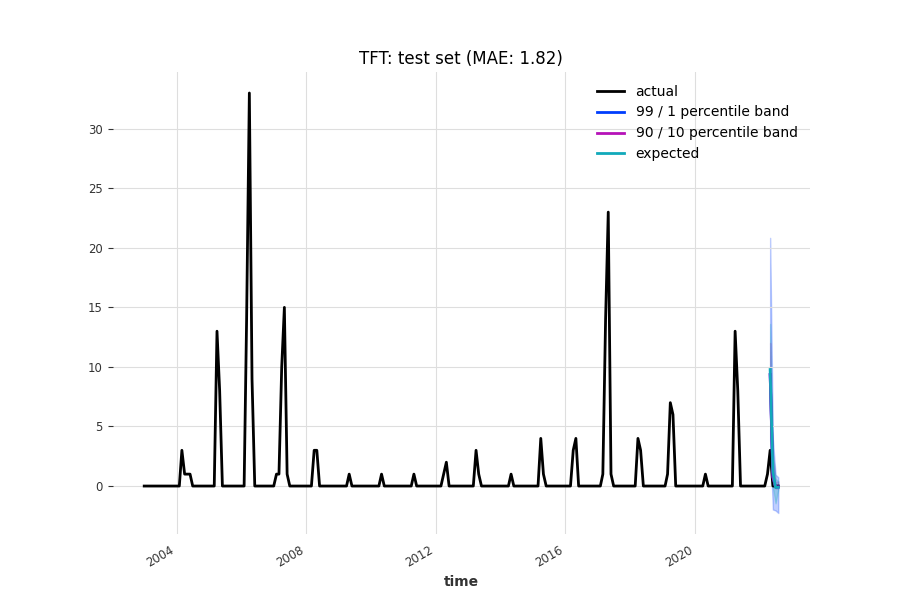 TFT: test set (MAE: 1.82)
actual
99 / 1 percentile band
90 / 10 percentile band
expected
30
25
20
15
10
5
0
2004
2008
2012
2016
2020
time